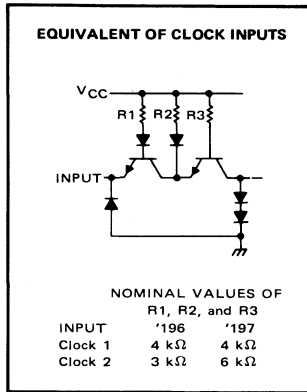 EQUIVALENT OF CLOCK INPUTS
VCC
R1 R2 R3
INPUT
NOMINAL VALUES OF
R1, R2, and R3
INPUT '196 '197
Clock 1 4 kΩ 4 kΩ
Clock 2 3 kΩ 6 kΩ